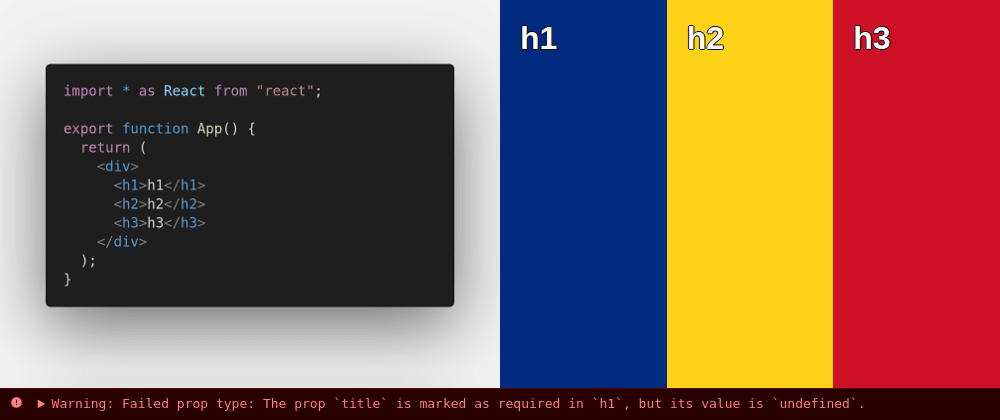 import * as React from "react";

export function App() {
  return (
    <div>
      <h1>h1</h1>
      <h2>h2</h2>
      <h3>h3</h3>
    </div>
  );
}
h1
h2
h3
Warning: Failed prop type: The prop `title` is marked as required in `h1`, but its value is `undefined`.